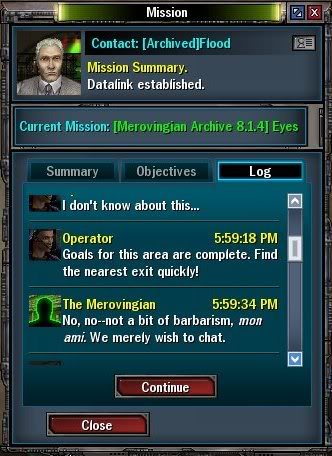 Mission
Contact: [Archived]Flood
Mission Summary.
Datalink established.
Current Mission: [Merovingian Archive 8.1.4] Eyes
Summary
Objectives
Log
I don't know about this...
Operator 5:59:18 PM
Goals for this area are complete. Find
the nearest exit quickly!
The Merovingian 5:59:34 PM
No, no--not a bit of barbarism, mon
ami. We merely wish to chat.
Continue
Close